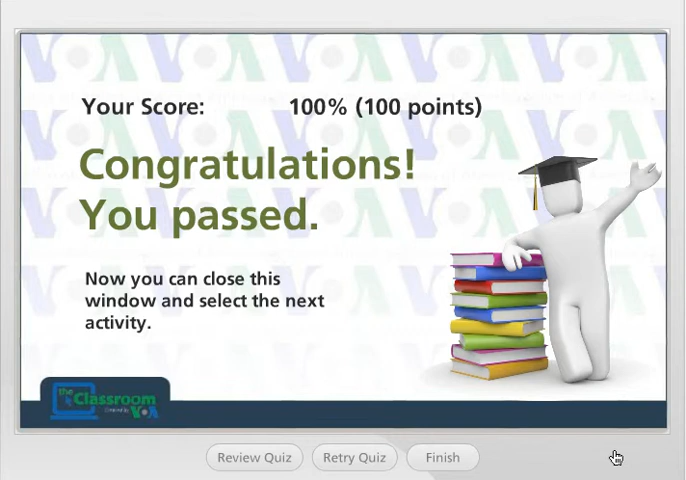 Your Score: 100% (100 points)
Congratulations!
You passed.
Now you can close this
window and select the next
activity.
the
Classroom
VOA
Review Quiz Retry Quiz Finish